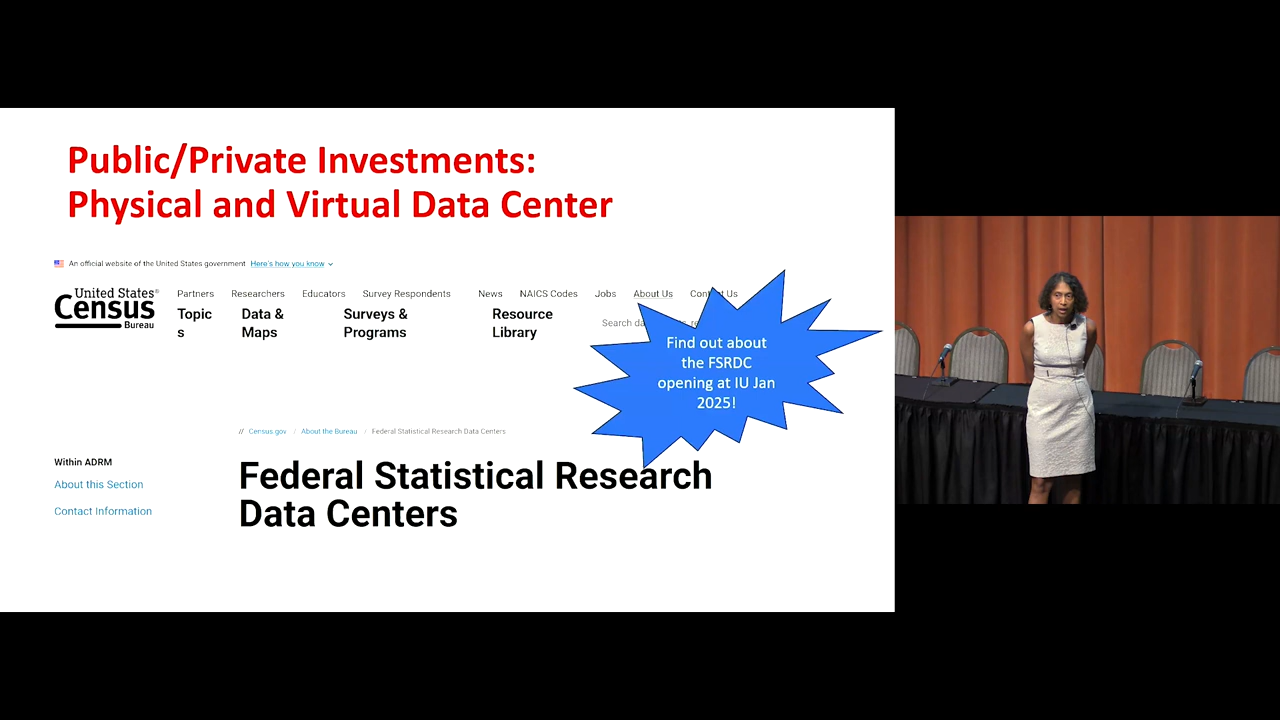 Public/Private Investments:
Physical and Virtual Data Center
An official website of the United States government Here's how you know
United States®
Census
Bureau
Partners Researchers Educators Survey Respondents News NAICS Codes Jobs About Us Us
Topic
s
Data &
Maps
Surveys &
Programs
Resource
Library
Search
Find out about
the FSRDC
opening at IU Jan
2025!
// Census.gov / About the Bureau / Federal Statistical Research Data Centers
Within ADRM
About this Section
Contact Information
Federal Statistical Research
Data Centers